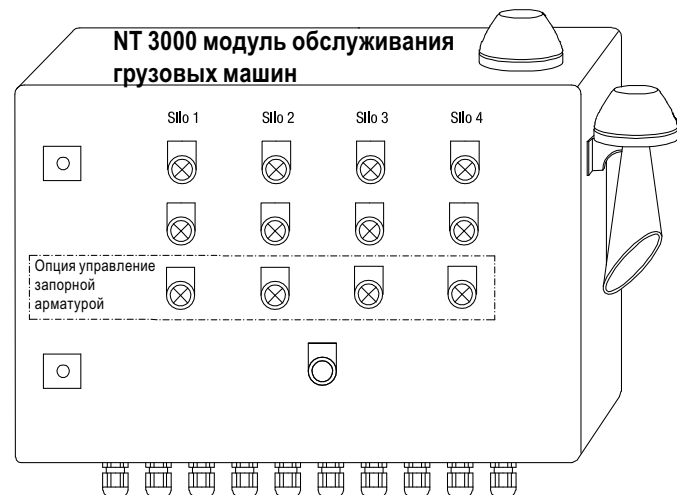 NT 3000 модуль обслуживания
грузовых машин
Silo 1 Silo 2 Silo 3 Silo 4
Опция управление
запорной
арматурой